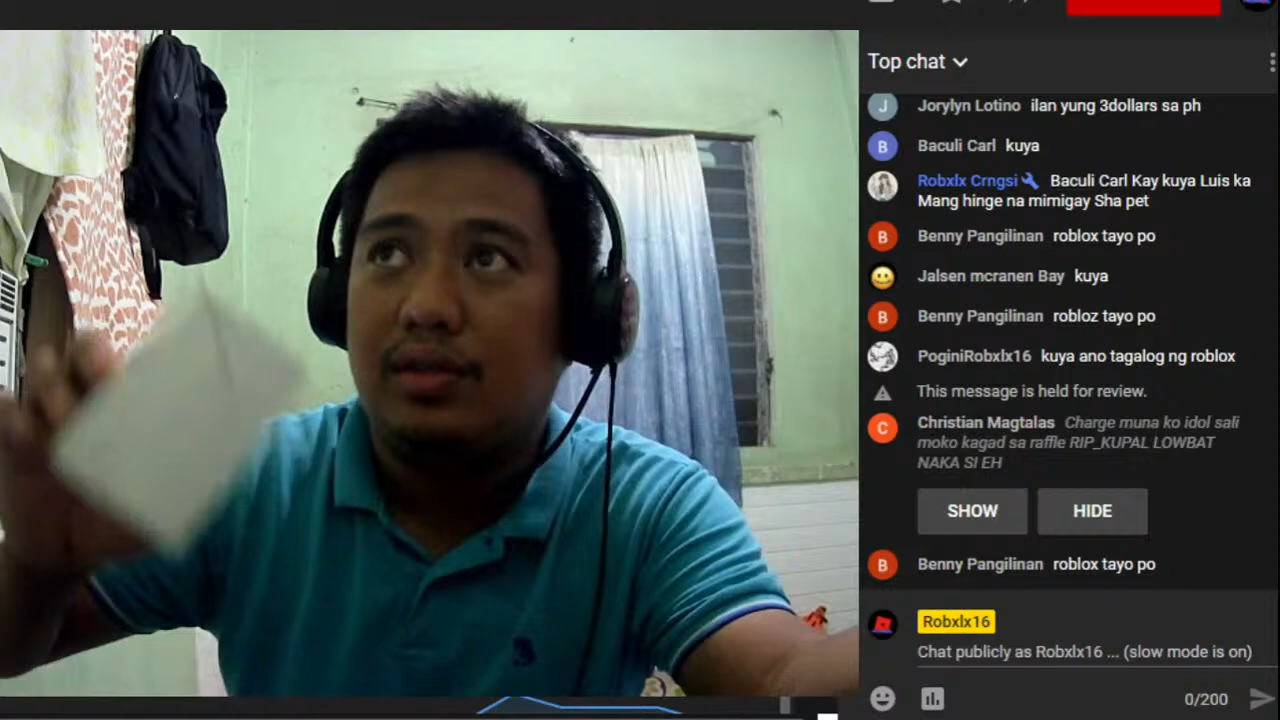 Top chat
J Jorylyn Lotino ilan yung 3dollars sa ph
B Baculi Carl kuya
Robxlx Crngsi Baculi Carl Kay kuya Luis ka
Mang hinge na mimigay Sha pet
B Benny Pangilinan roblox tayo po
Jalsen mcranen Bay kuya
B Benny Pangilinan robloz tayo po
PoginiRobxlx16 kuya ano tagalog ng roblox
This message is held for review.
C Christian Magtalas Charge muna ko idol sali
moko kagad sa raffle RIP_KUPAL LOWBAT
NAKA SI EH
SHOW HIDE
B Benny Pangilinan roblox tayo po
Robxlx16
Chat publicly as Robxlx16 ... (slow mode is on)
0/200